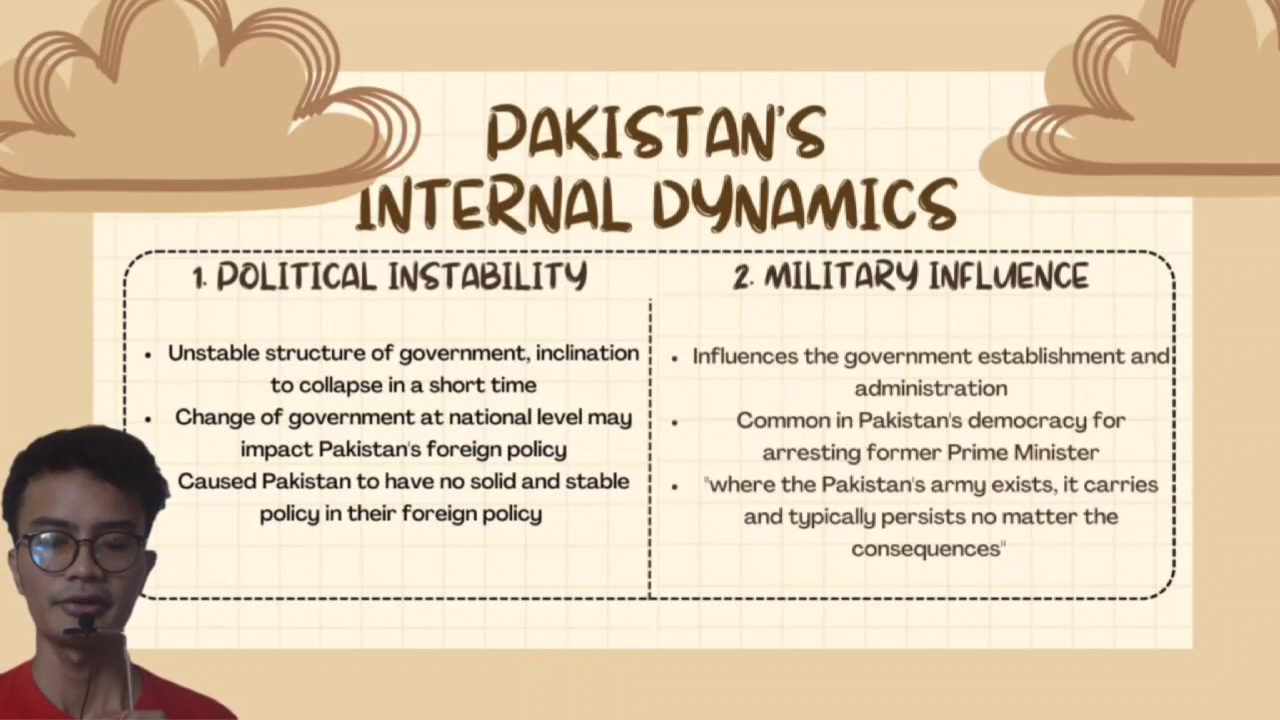 PAKISTAN'S
INTERNAL DYNAMICS
1. POLITICAL INSTABILITY
• Unstable structure of government, inclination
to collapse in a short time
• Change of government at national level may
impact Pakistan's foreign policy
Caused Pakistan to have no solid and stable
policy in their foreign policy
2. MILITARY INFLUENCE
• Influences the government establishment and
administration
• Common in Pakistan's democracy for
arresting former Prime Minister
• "where the Pakistan's army exists, it carries
and typically persists no matter the
consequences"